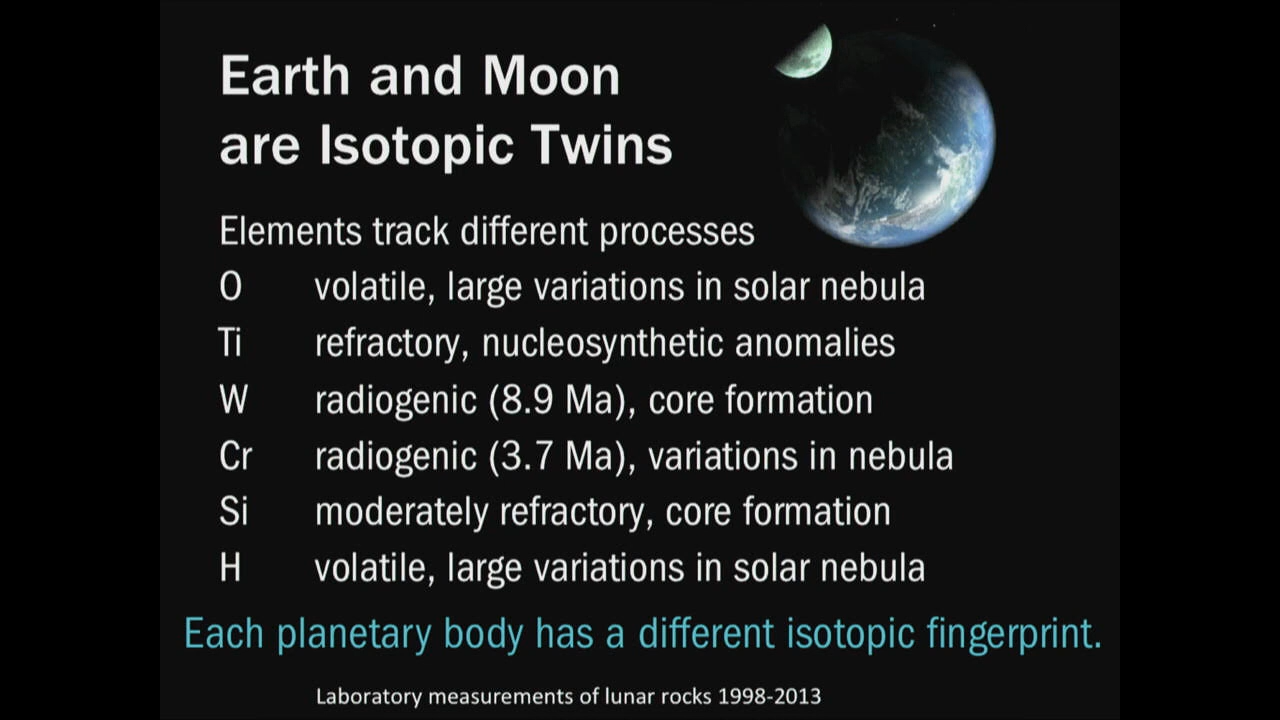 Earth and Moon
are Isotopic Twins
Elements track different processes
O volatile, large variations in solar nebula
Ti refractory, nucleosynthetic anomalies
W radiogenic (8.9 Ma), core formation
Cr radiogenic (3.7 Ma), variations in nebula
Si moderately refractory, core formation
H volatile, large variations in solar nebula
Each planetary body has a different isotopic fingerprint.
Laboratory measurements of lunar rocks 1998-2013